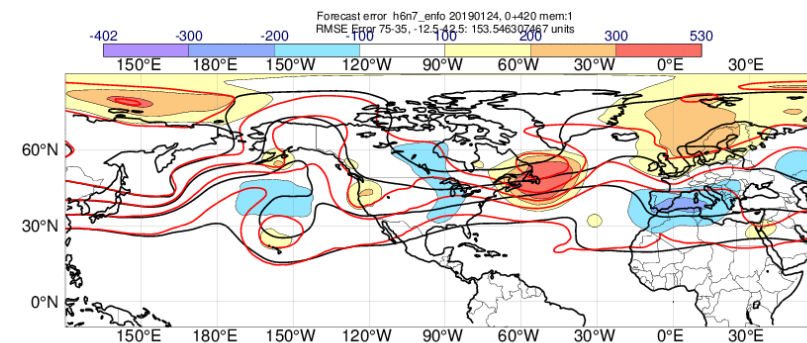 Forecast error h6n7_enfo 20190124, 0+420 mem:1
RMSE Error 75-35, -12.5-42.5: 153.546307467 units
-402 -300 -200 -100 100 200 300 530
150°E 180°E 150°W 120°W 90°W 60°W 30°W 0°E 30°E
60°N
30°N
0°N
150°E 180°E 150°W 120°W 90°W 60°W 30°W 0°E 30°E